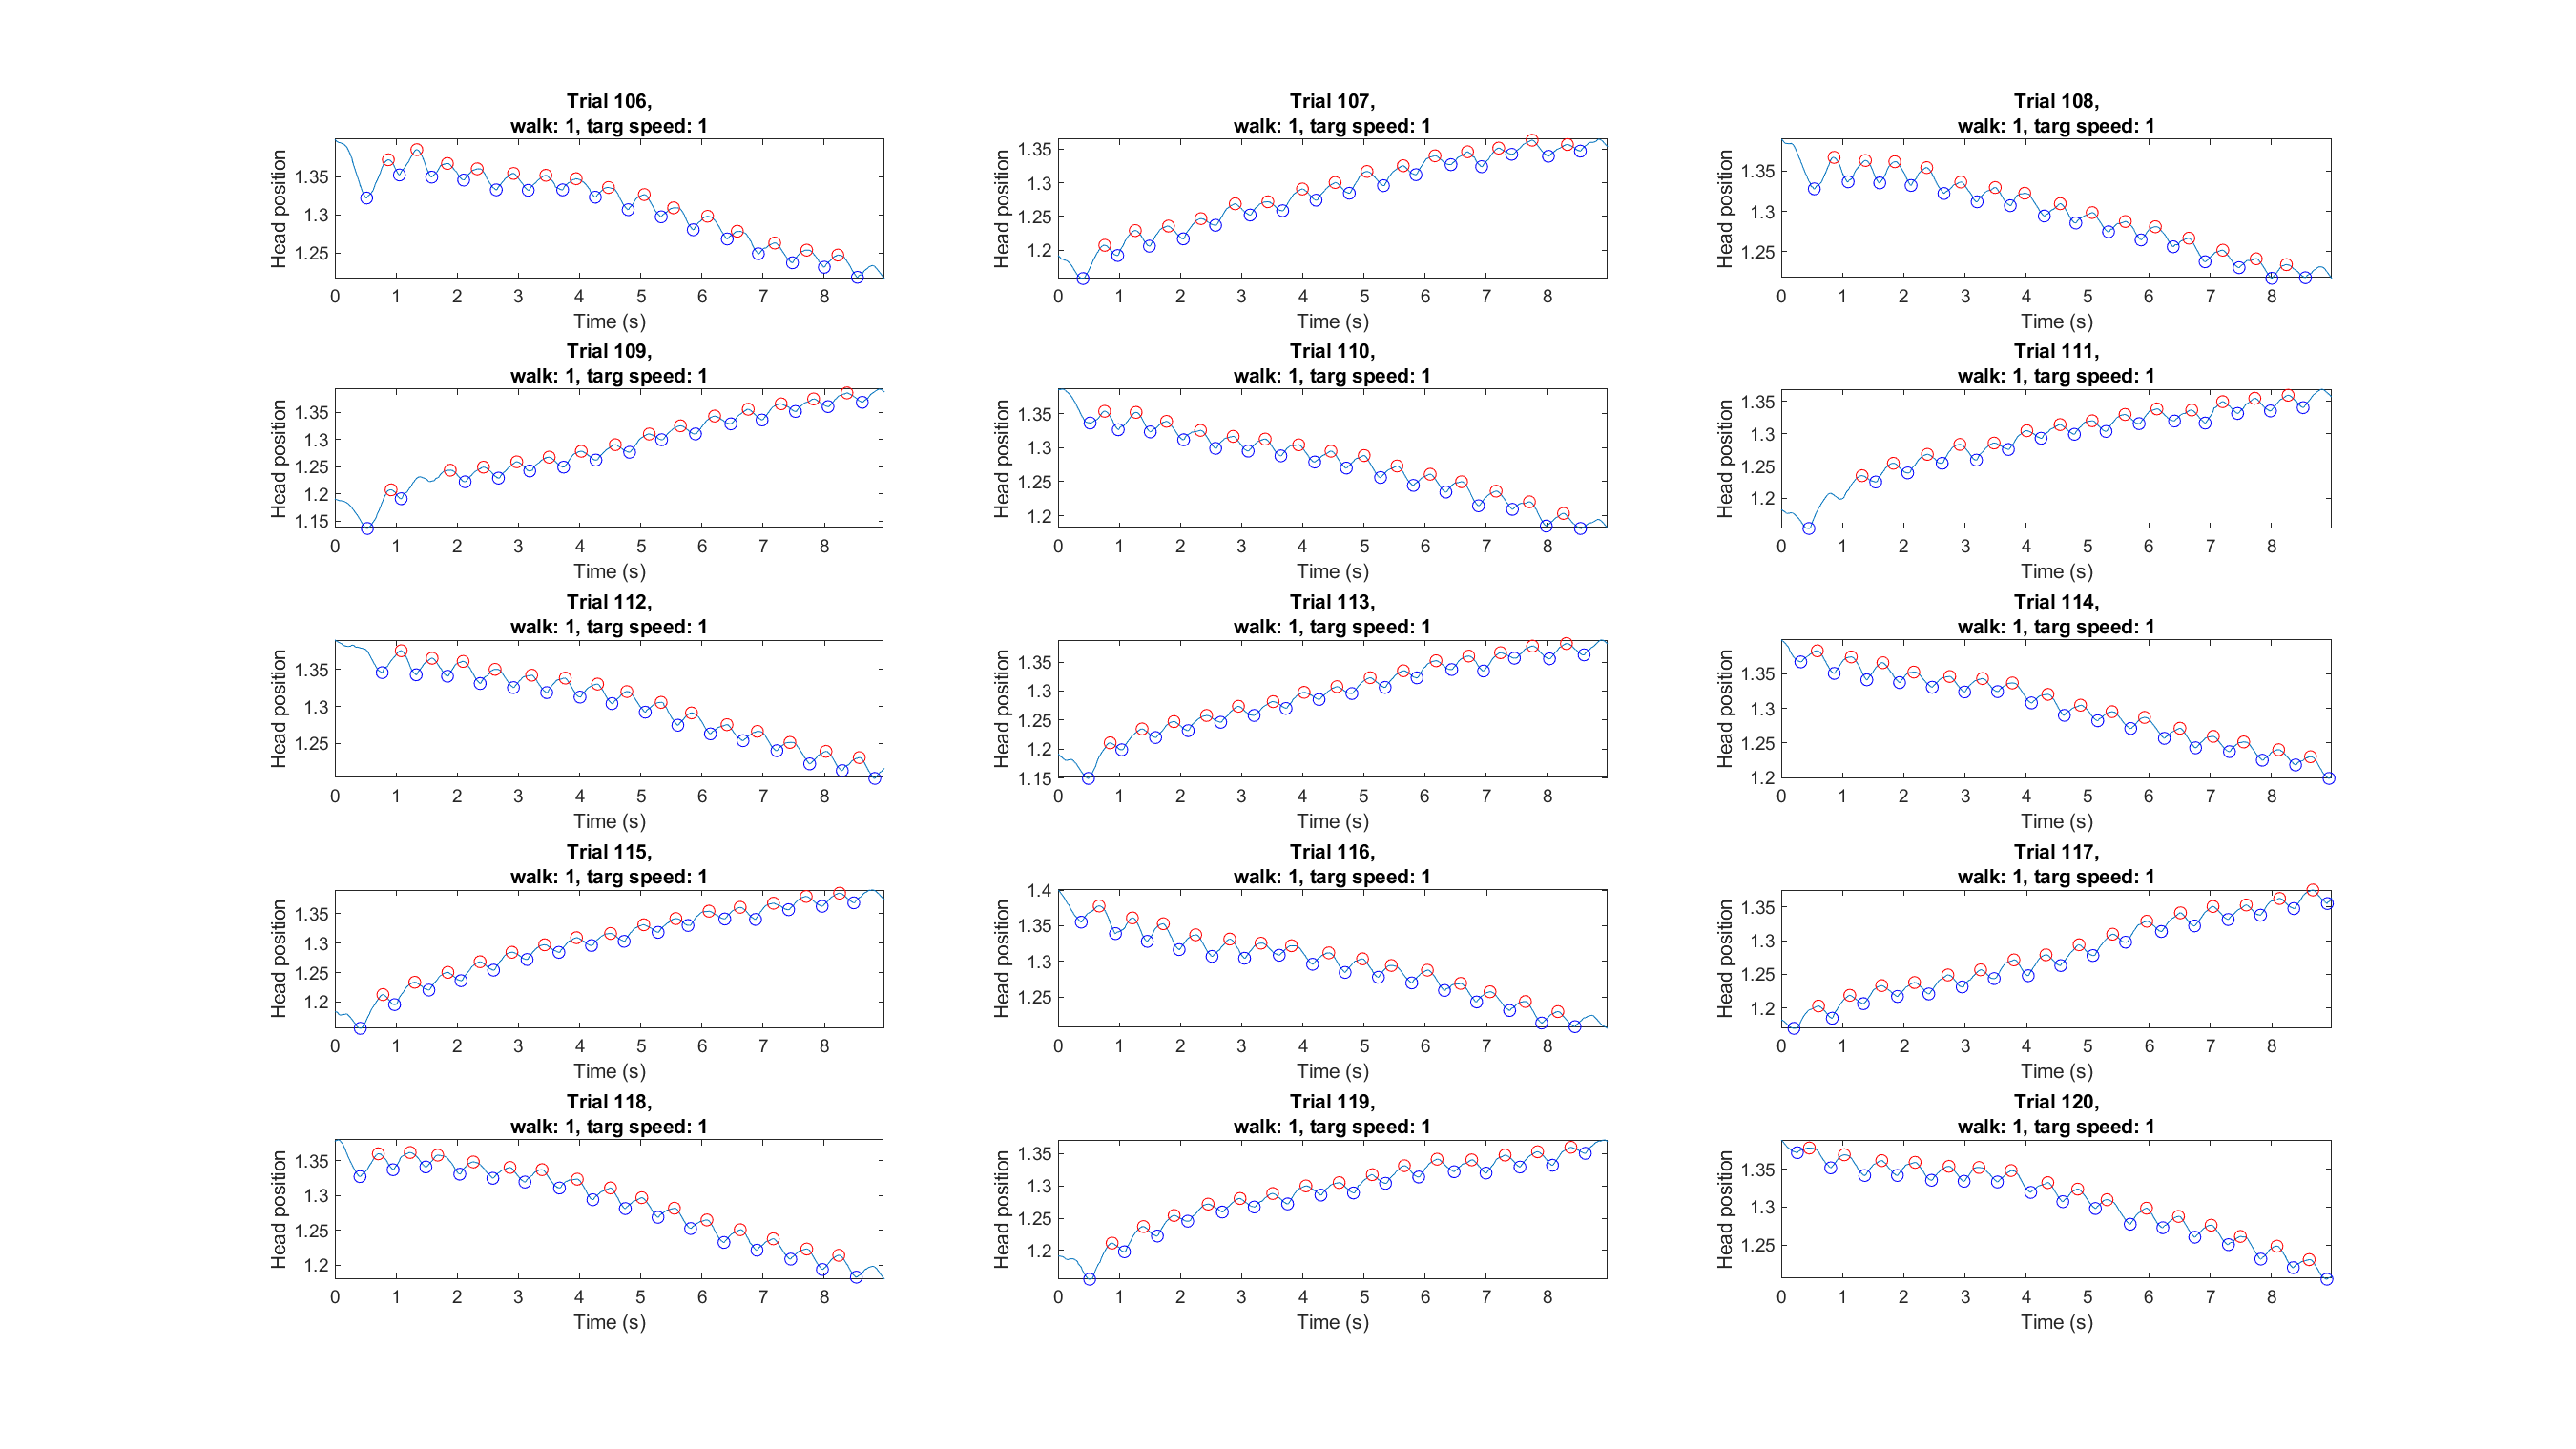 Trial 106,
walk: 1, targ speed: 1
Head position
1.35
1.3
1.25
0 1 2 3 4 5 6 7 8
Time (s)
Trial 107,
walk: 1, targ speed: 1
Head position
1.35
1.3
1.25
1.2
0 1 2 3 4 5 6 7 8
Time (s)
Trial 108,
walk: 1, targ speed: 1
Head position
1.35
1.3
1.25
0 1 2 3 4 5 6 7 8
Time (s)
Trial 109,
walk: 1, targ speed: 1
Head position
1.35
1.3
1.25
1.2
1.15
0 1 2 3 4 5 6 7 8
Time (s)
Trial 110,
walk: 1, targ speed: 1
Head position
1.35
1.3
1.25
1.2
0 1 2 3 4 5 6 7 8
Time (s)
Trial 111,
walk: 1, targ speed: 1
Head position
1.35
1.3
1.25
1.2
0 1 2 3 4 5 6 7 8
Time (s)
Trial 112,
walk: 1, targ speed: 1
Head position
1.35
1.3
1.25
0 1 2 3 4 5 6 7 8
Time (s)
Trial 113,
walk: 1, targ speed: 1
Head position
1.35
1.3
1.25
1.2
1.15
0 1 2 3 4 5 6 7 8
Time (s)
Trial 114,
walk: 1, targ speed: 1
Head position
1.35
1.3
1.25
1.2
0 1 2 3 4 5 6 7 8
Time (s)
Trial 115,
walk: 1, targ speed: 1
Head position
1.35
1.3
1.25
1.2
0 1 2 3 4 5 6 7 8
Time (s)
Trial 116,
walk: 1, targ speed: 1
Head position
1.4
1.35
1.3
1.25
0 1 2 3 4 5 6 7 8
Time (s)
Trial 117,
walk: 1, targ speed: 1
Head position
1.35
1.3
1.25
1.2
0 1 2 3 4 5 6 7 8
Time (s)
Trial 118,
walk: 1, targ speed: 1
Head position
1.35
1.3
1.25
1.2
0 1 2 3 4 5 6 7 8
Time (s)
Trial 119,
walk: 1, targ speed: 1
Head position
1.35
1.3
1.25
1.2
0 1 2 3 4 5 6 7 8
Time (s)
Trial 120,
walk: 1, targ speed: 1
Head position
1.35
1.3
1.25
0 1 2 3 4 5 6 7 8
Time (s)